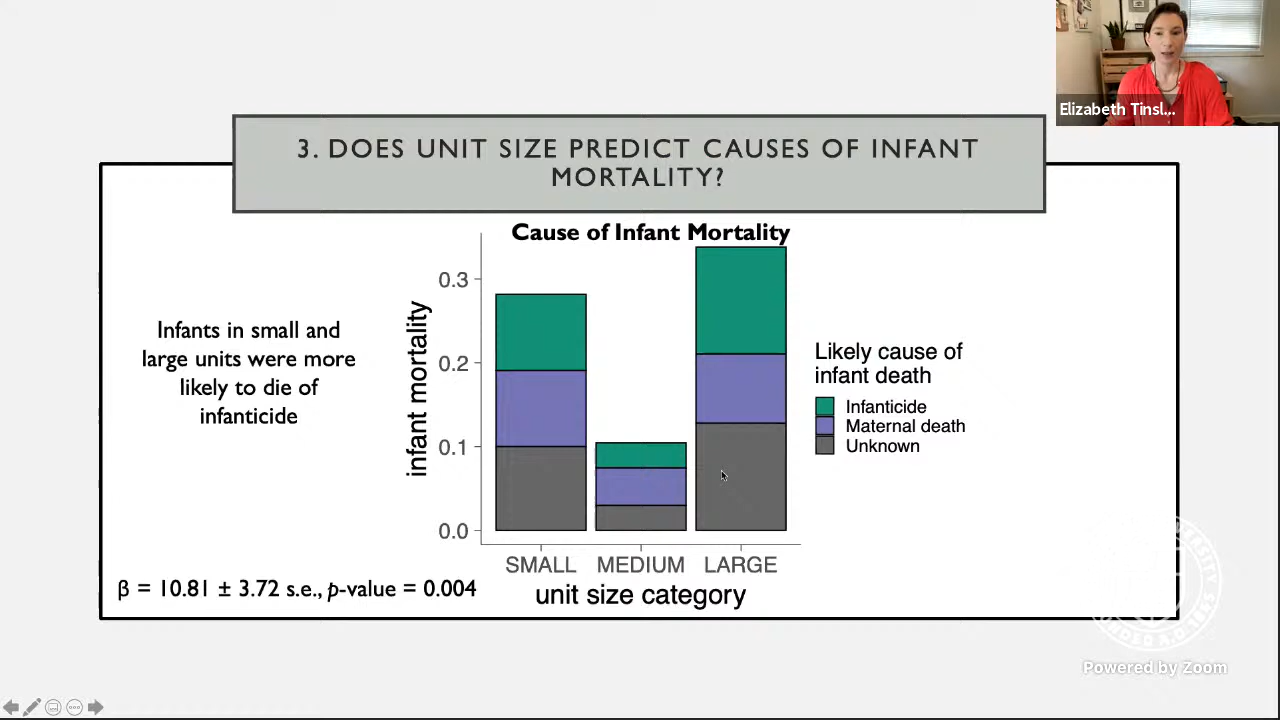 Elizabeth Tinsl...
3. DOES UNIT SIZE PREDICT CAUSES OF INFANT
MORTALITY?
Cause of Infant Mortality
Infants in small and
large units were more
likely to die of
infanticide
infant mortality
0.3
0.2
0.1
0.0
SMALL MEDIUM LARGE
unit size category
Likely cause of
infant death
Infanticide
Maternal death
Unknown
β = 10.81 ± 3.72 s.e., p-value = 0.004
Powered by Zoom